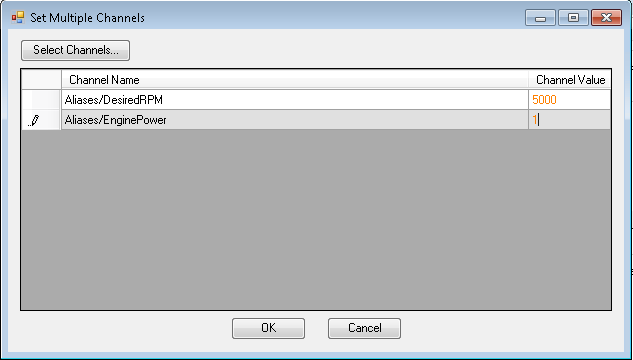 Set Multiple Channels
Select Channels...
Channel Name Channel Value
Aliases/DesiredRPM 5000
Aliases/EnginePower 1
OK Cancel